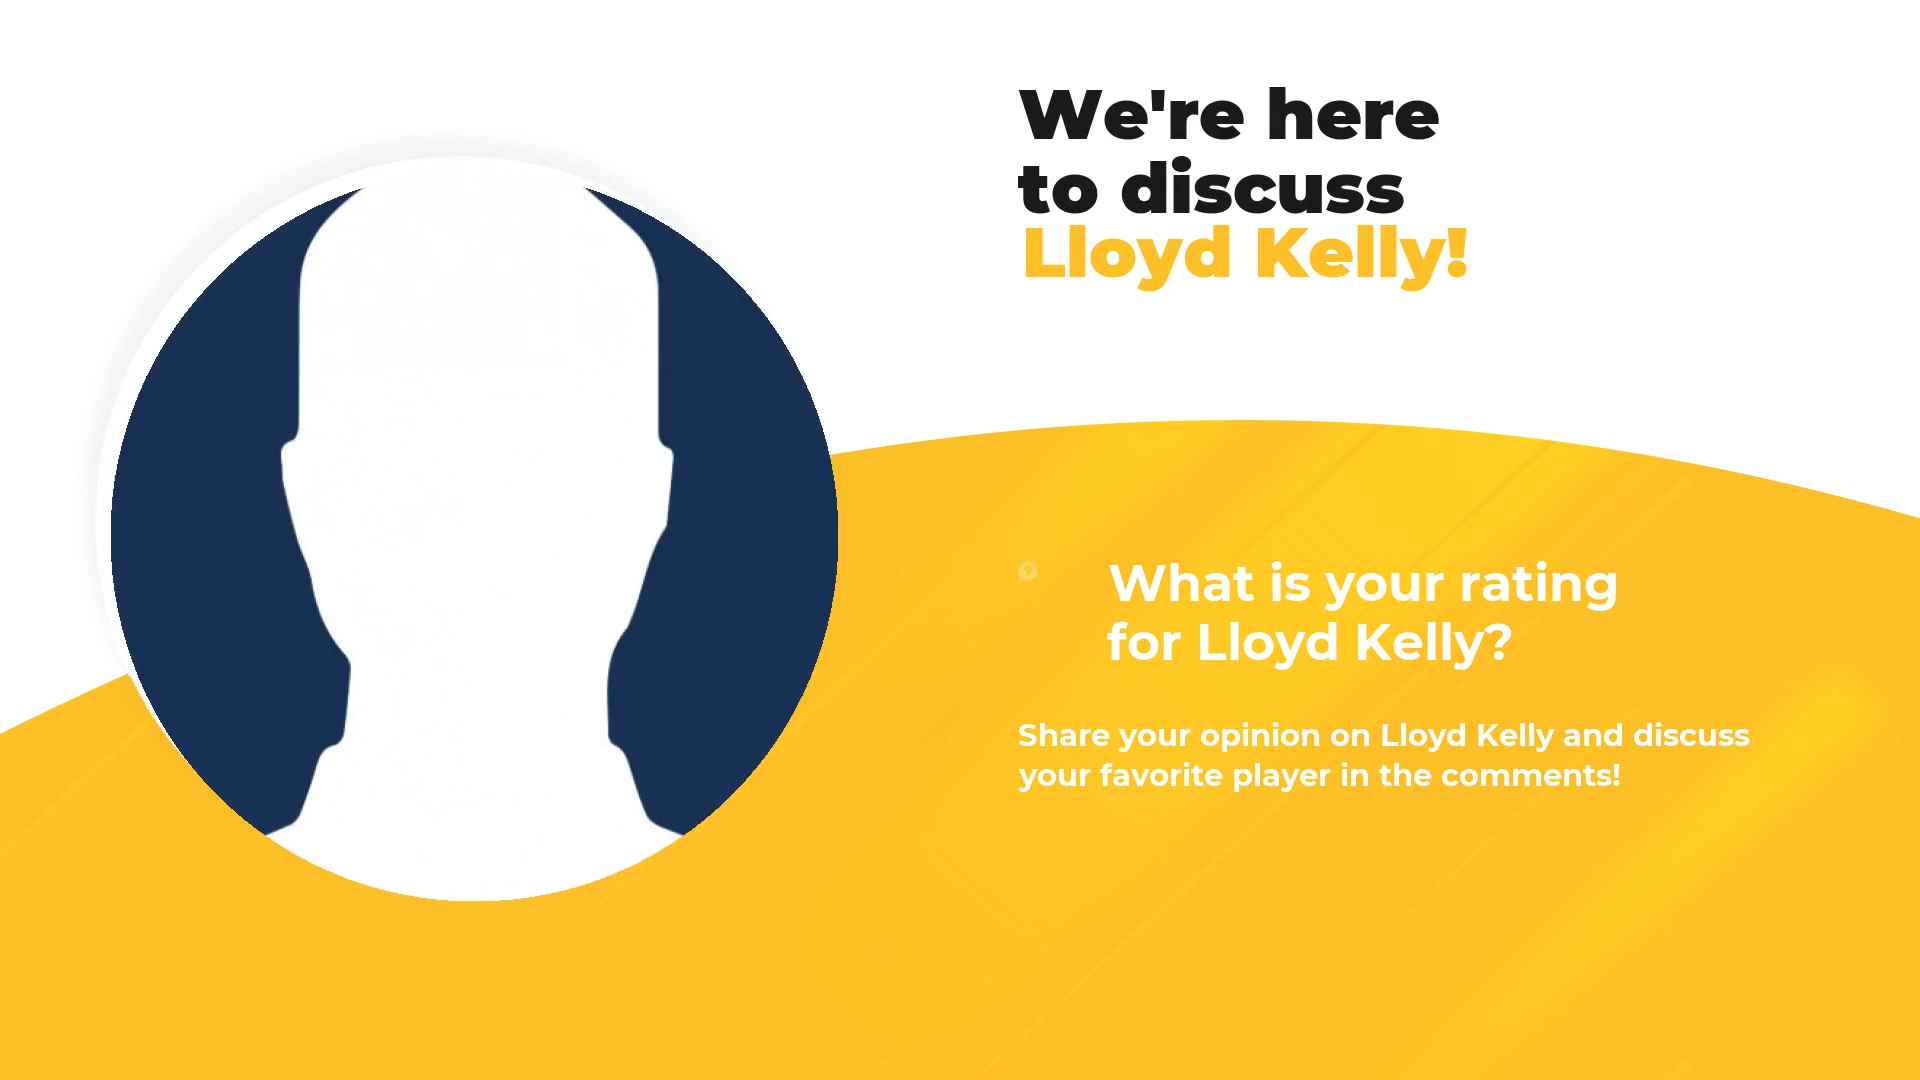 We're here
to discuss
Lloyd Kelly!
What is your rating
for Lloyd Kelly?
Share your opinion on Lloyd Kelly and discuss
your favorite player in the comments!